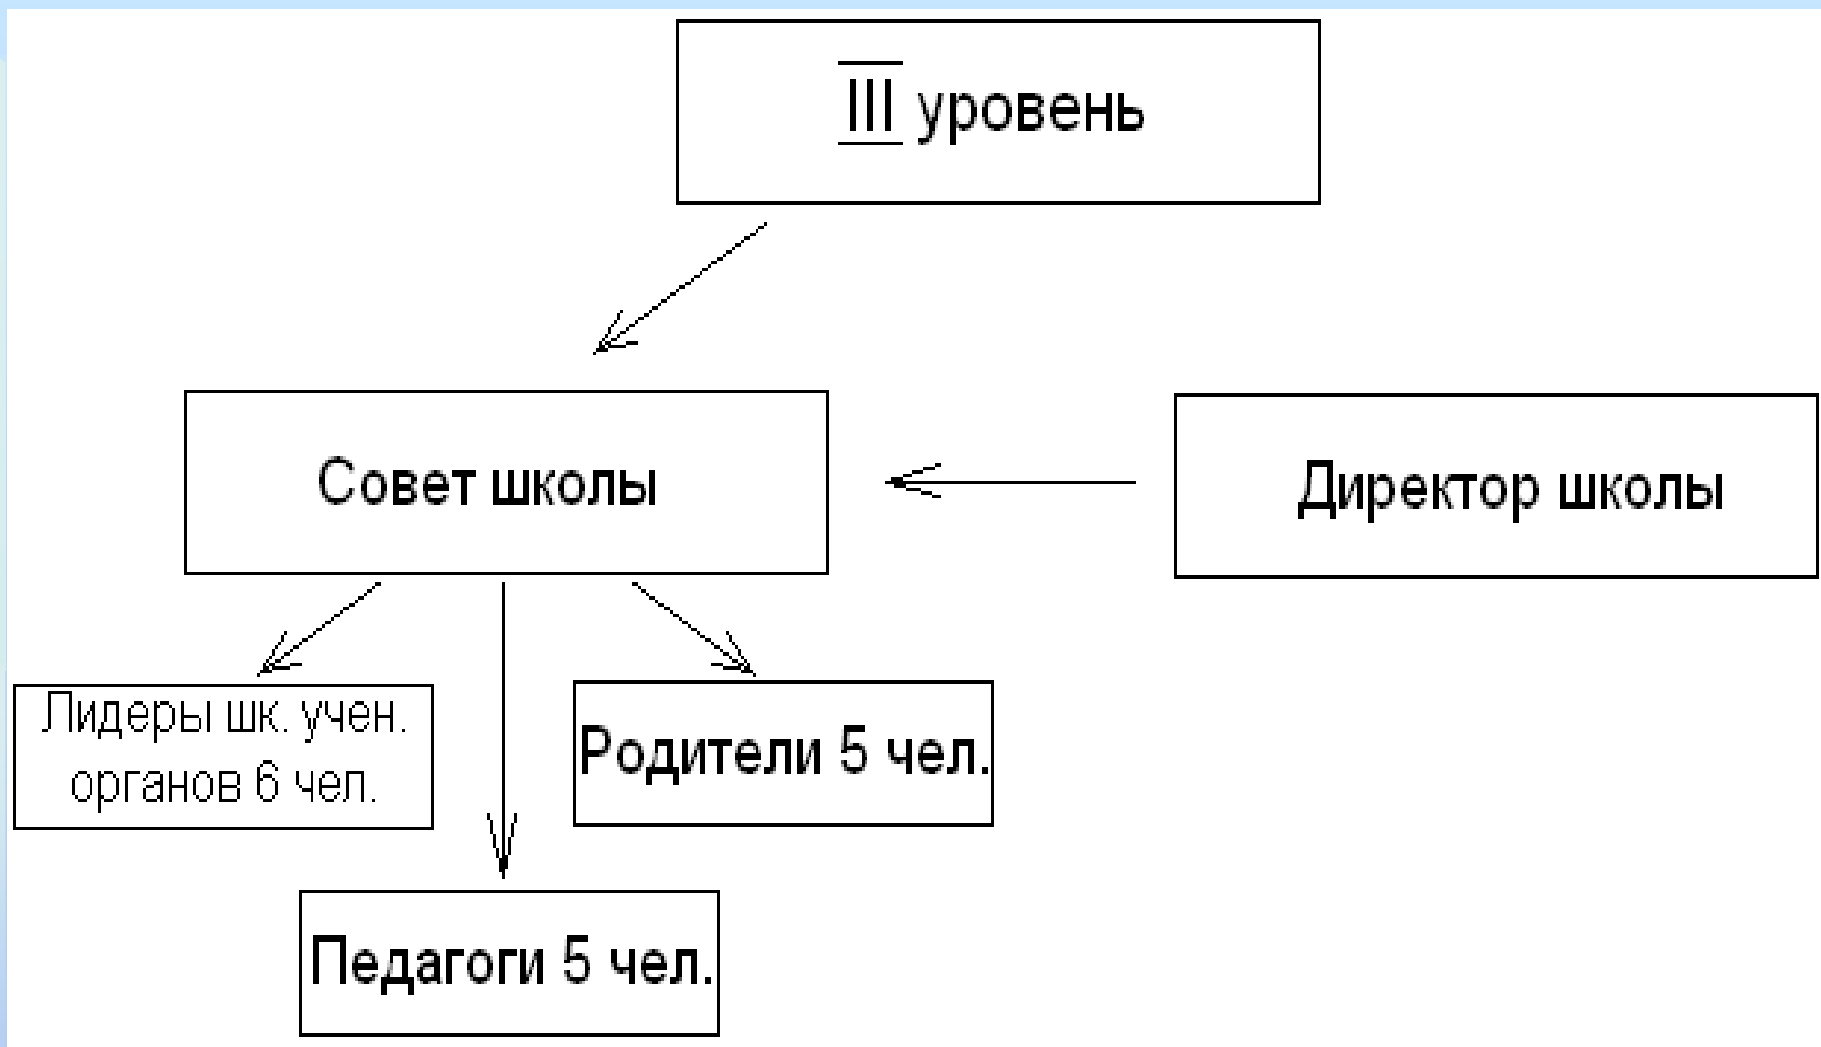 III уровень
Совет школы
Директор школы
Лидеры шк. учен.
органов 6 чел.
Родители 5 чел.
Педагоги 5 чел.